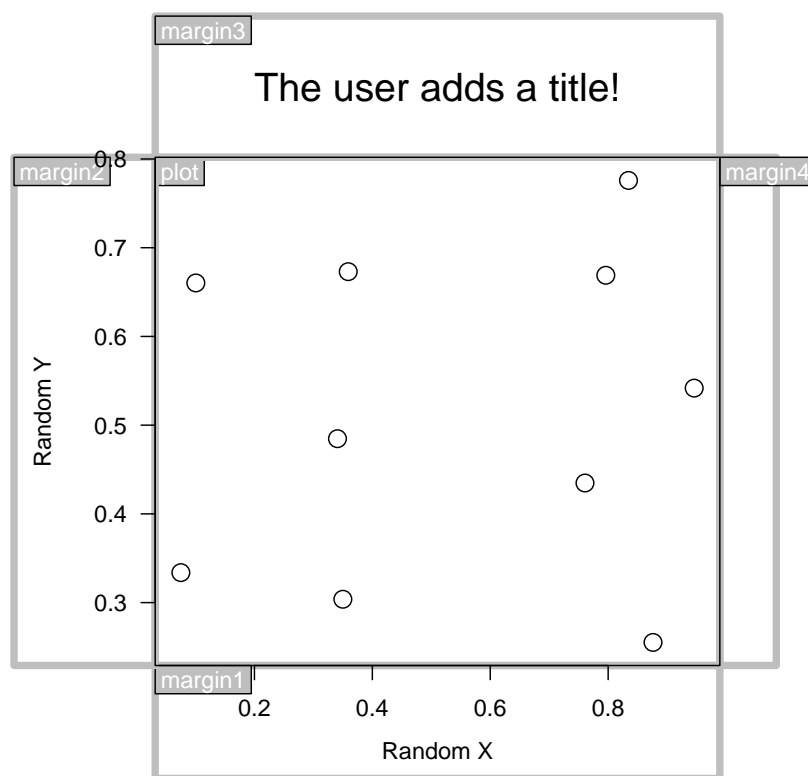 margin3
The user adds a title!
margin2
0.8
plot
margin4
0.7
0.6
0.5
0.4
0.3
Random Y
margin1
0.2 0.4 0.6 0.8
Random X